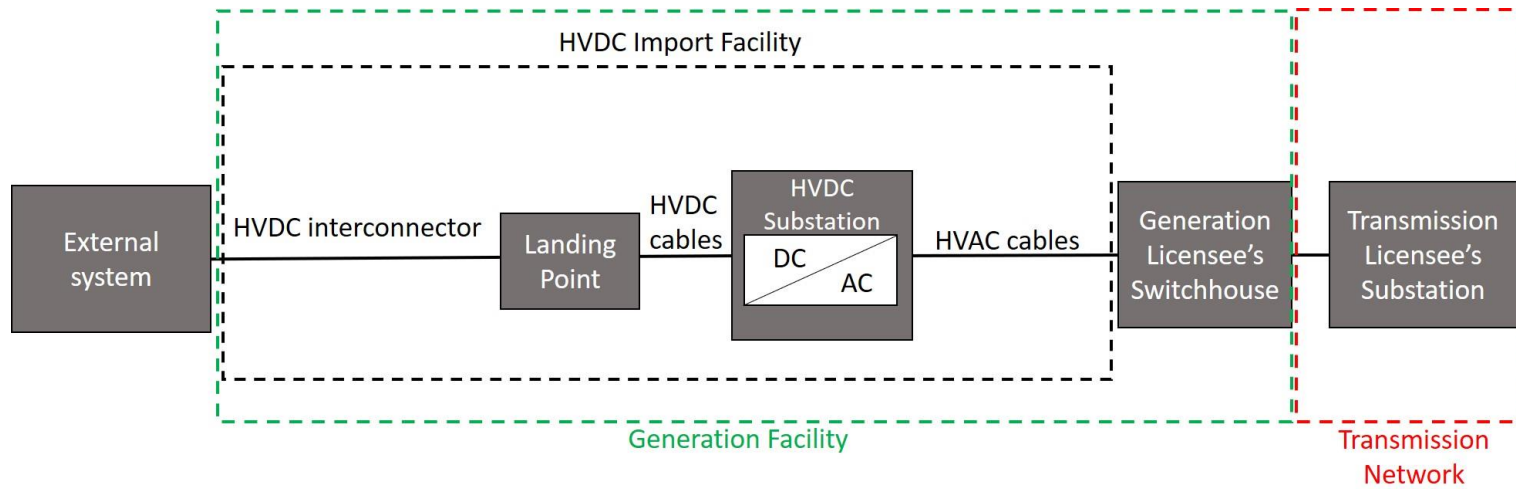 HVDC Import Facility
External
system
HVDC interconnector
Landing
Point
HVDC
cables
HVDC
Substation
DC
AC
HVAC cables
Generation
Licensee’s
Switchhouse
Transmission
Licensee’s
Substation
Generation Facility
Transmission
Network